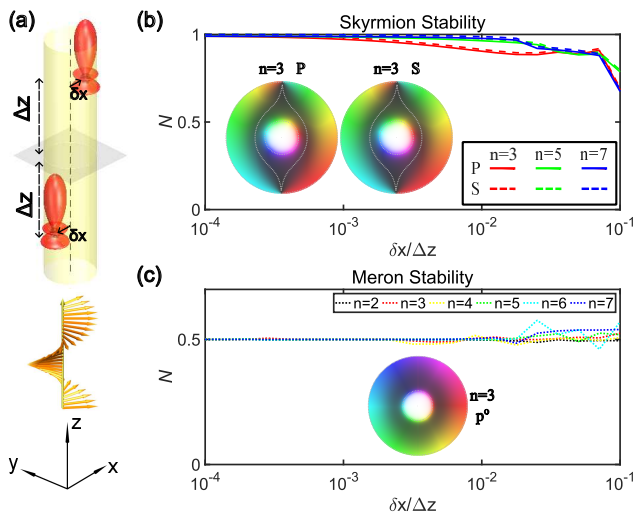 (a)
δx
Δz
Δz
δx
z
y
x
(b)
Skyrmion Stability
1
0.5
0
N
n=3 P
n=3 S
n=3 n=5 n=7
P
S
10⁻⁴
10⁻³
10⁻²
10⁻¹
δx/Δz
(c)
Meron Stability
n=2 n=3 n=4 n=5 n=6 n=7
0.5
0
N
n=3
pº
10⁻⁴
10⁻³
10⁻²
10⁻¹
δx/Δz